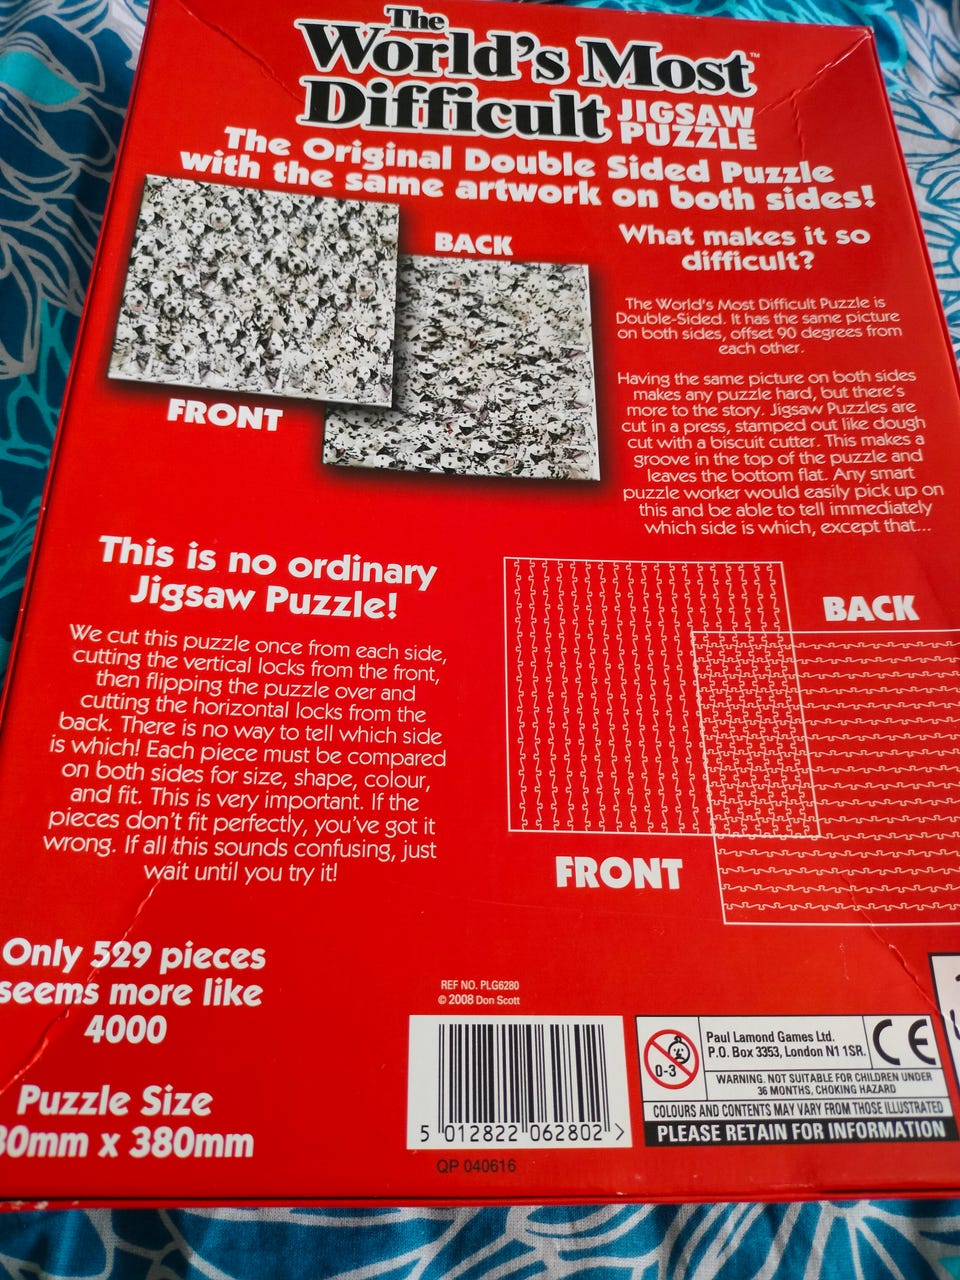 The
World's Most™
Difficult JIGSAW
PUZZLE
The Original Double Sided Puzzle
with the same artwork on both sides!
BACK
FRONT
What makes it so
difficult?
The World's Most Difficult Puzzle is
Double-Sided. It has the same picture
on both sides, offset 90 degrees from
each other.
Having the same picture on both sides
makes any puzzle hard, but there's
more to the story. Jigsaw Puzzles are
cut in a press, stamped out like dough
cut with a biscuit cutter. This makes a
groove in the top of the puzzle and
leaves the bottom flat. Any smart
puzzle worker would easily pick up on
this and be able to tell immediately
which side is which, except that...
This is no ordinary
Jigsaw Puzzle!
We cut this puzzle once from each side,
cutting the vertical locks from the front,
then flipping the puzzle over and
cutting the horizontal locks from the
back. There is no way to tell which side
is which! Each piece must be compared
on both sides for size, shape, colour,
and fit. This is very important. If the
pieces don't fit perfectly, you've got it
wrong. If all this sounds confusing, just
wait until you try it!
BACK
FRONT
Only 529 pieces
seems more like
4000
Puzzle Size
80mm x 380mm
REF NO. PLG6280
© 2008 Don Scott
5 012822 062802 >
QP 040616
0-3
Paul Lamond Games Ltd.
P.O. Box 3353, London N1 1SR.
CE
WARNING. NOT SUITABLE FOR CHILDREN UNDER
36 MONTHS, CHOKING HAZARD
COLOURS AND CONTENTS MAY VARY FROM THOSE ILLUSTRATED
PLEASE RETAIN FOR INFORMATION